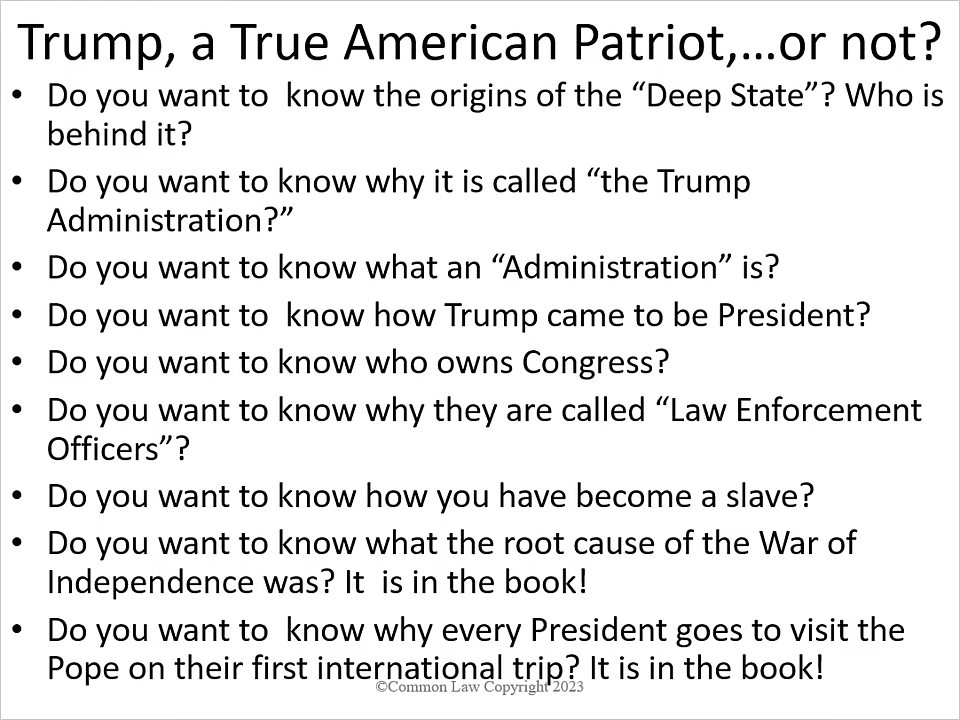 Trump, a True American Patriot,…or not?
• Do you want to  know the origins of the “Deep State”? Who is
behind it?
• Do you want to know why it is called “the Trump
Administration?”
• Do you want to know what an “Administration” is?
• Do you want to  know how Trump came to be President?
• Do you want to know who owns Congress?
• Do you want to know why they are called “Law Enforcement
Officers”?
• Do you want to know how you have become a slave?
• Do you want to know what the root cause of the War of
Independence was? It  is in the book!
• Do you want to  know why every President goes to visit the
Pope on their first international trip? It is in the book!
©Common Law Copyright 2023